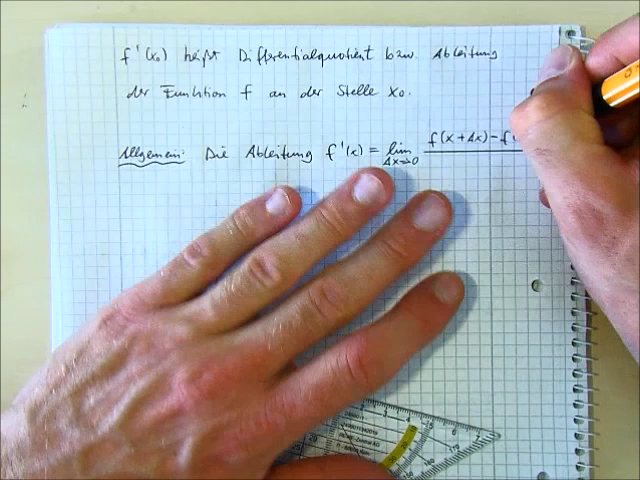 f'(x₀) heißt Differentialquotient bzw. Ableitung
der Funktion f an der Stelle x₀.
Allgemein: Die Ableitung f'(x) = lim Δx→0 f(x+Δx)-f